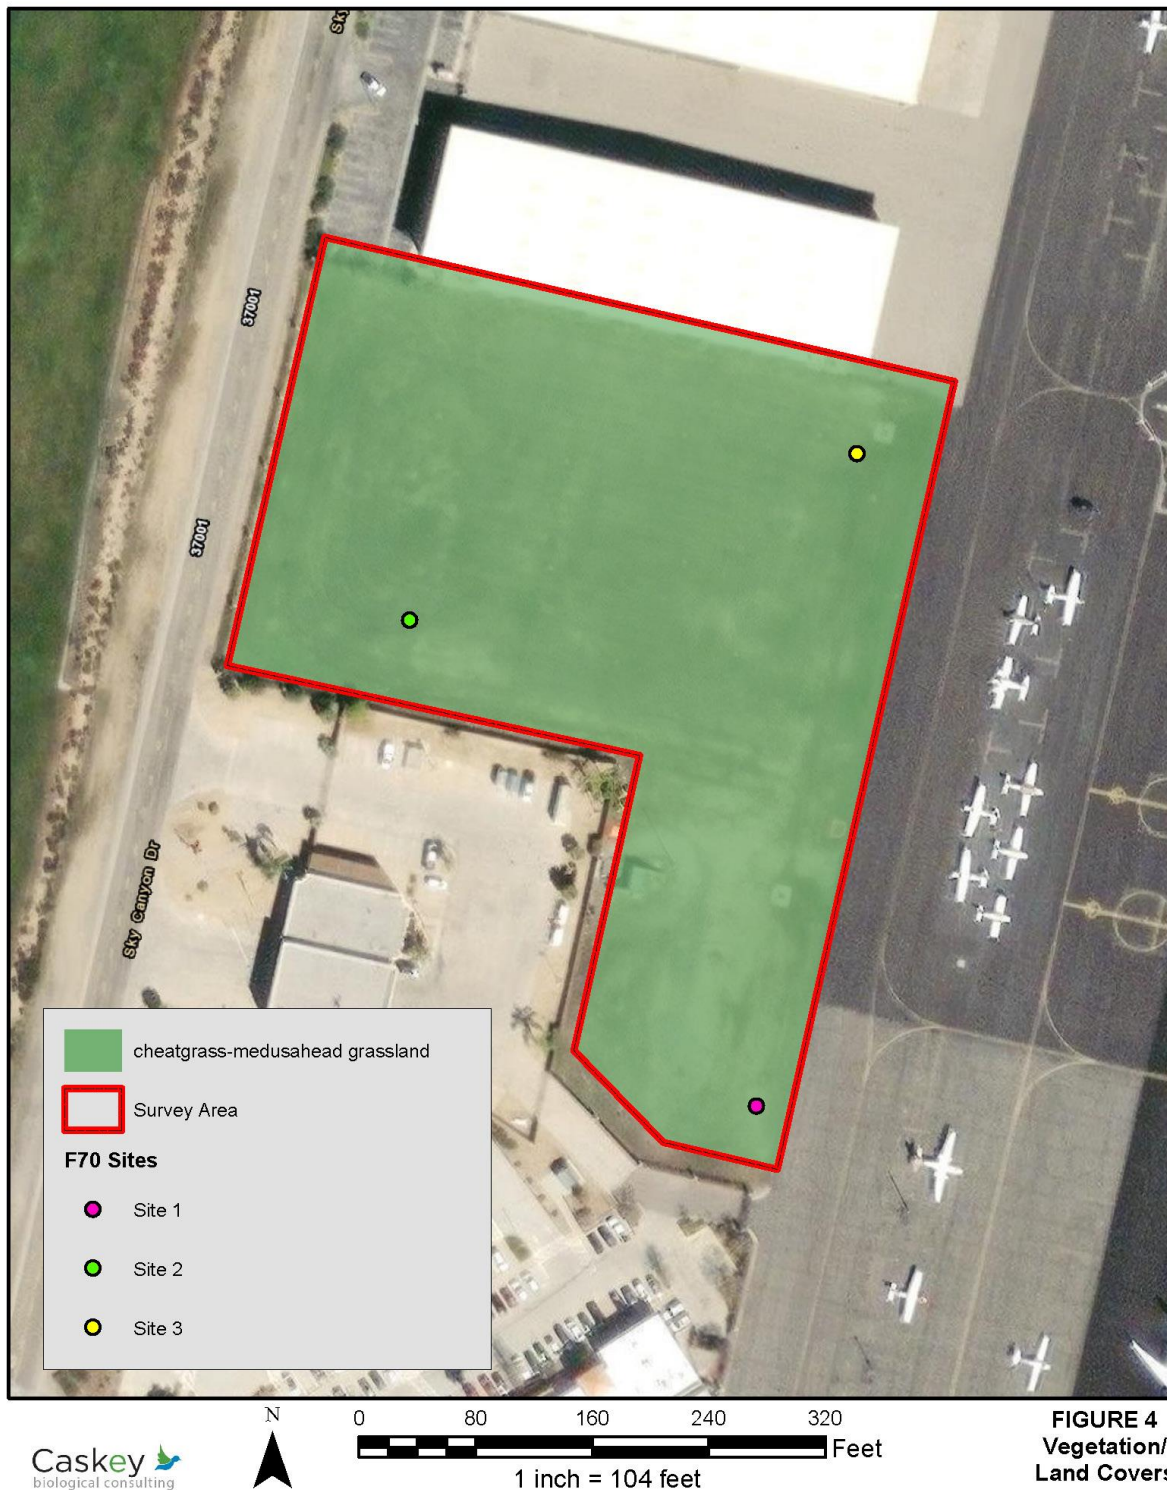 Sky
37001
37001
Sky Canyon Dr
cheatgrass-medusahead grassland
Survey Area
F70 Sites
Site 1
Site 2
Site 3
N
0 80 160 240 320
Feet
1 inch = 104 feet
Caskey
biological consulting
FIGURE 4
Vegetation/
Land Covers